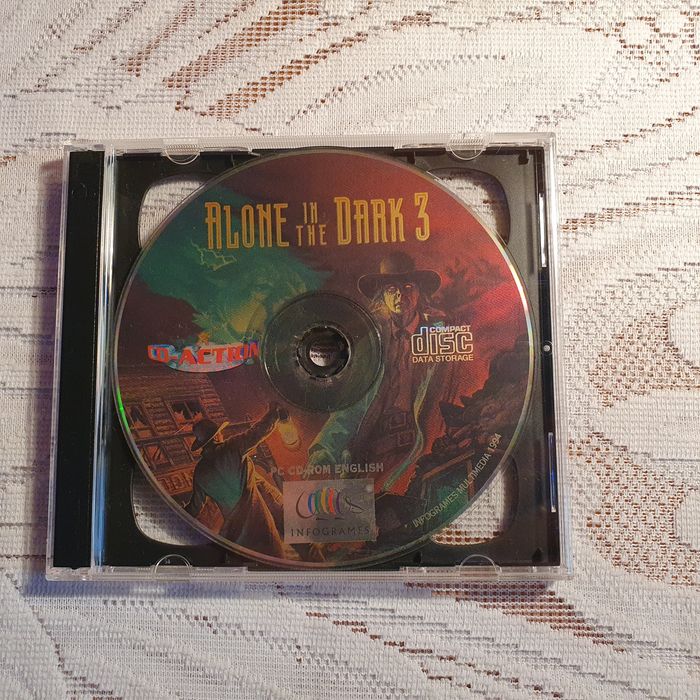 ALONE IN THE DARK 3
CD-ACTION
COMPACT
disc
DATA STORAGE
PC CD-ROM ENGLISH
INFOGRAMES
INFOGRAMES MULTIMEDIA 1994